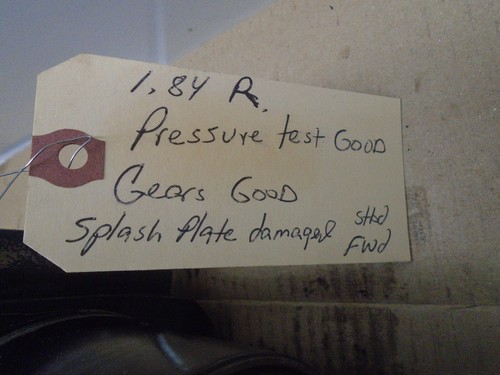 1.84 R.
Pressure test GOOD
Gears GOOD
Splash Plate damaged stbd
FWd